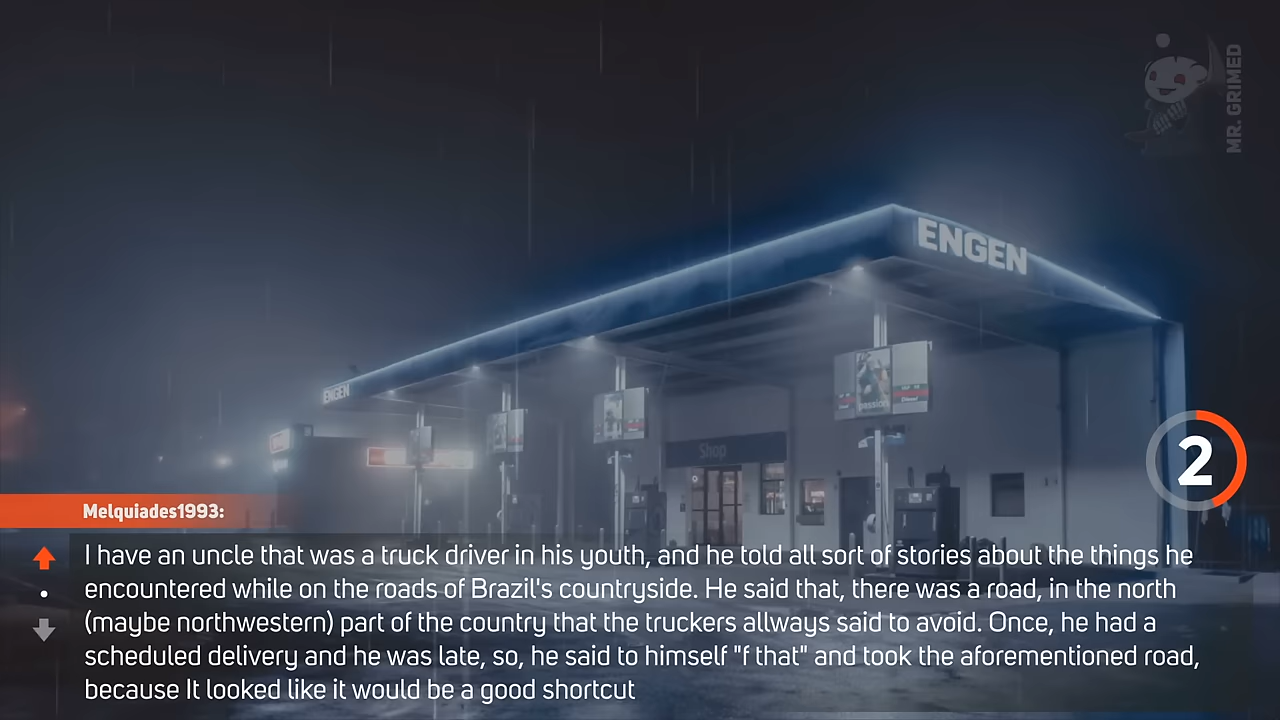 MR. GRIMED
ENGEN
ENGEN
passion
Shop
2
Melquiades1993:
I have an uncle that was a truck driver in his youth, and he told all sort of stories about the things he
encountered while on the roads of Brazil's countryside. He said that, there was a road, in the north
(maybe northwestern) part of the country that the truckers allways said to avoid. Once, he had a
scheduled delivery and he was late, so, he said to himself "f that" and took the aforementioned road,
because It looked like it would be a good shortcut